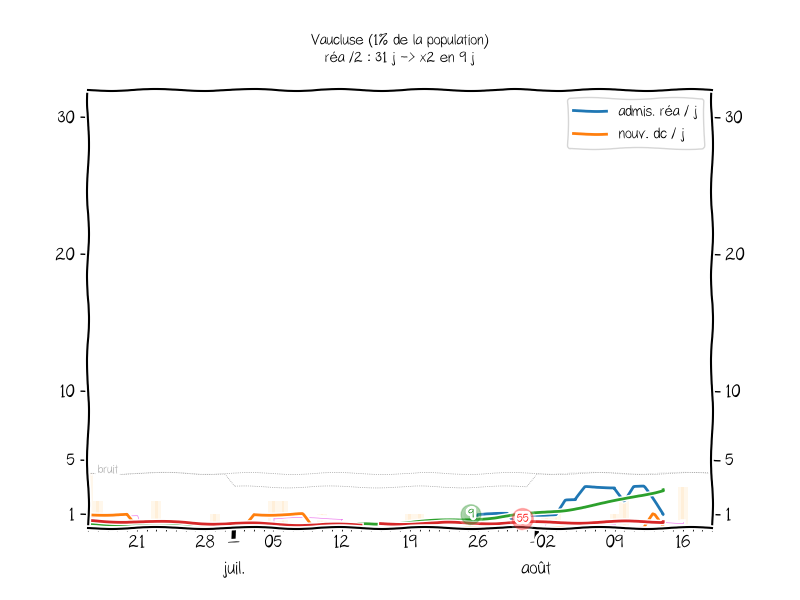 Vaucluse (1% de la population)
réa /2 : 31 j -> x2 en 9 j
admis. réa / j
nouv. dc / j
30 30
20 20
10 10
5 5
bruit
1 1
9 55
21 28 05 12 19 26 02 09 16
juil. août